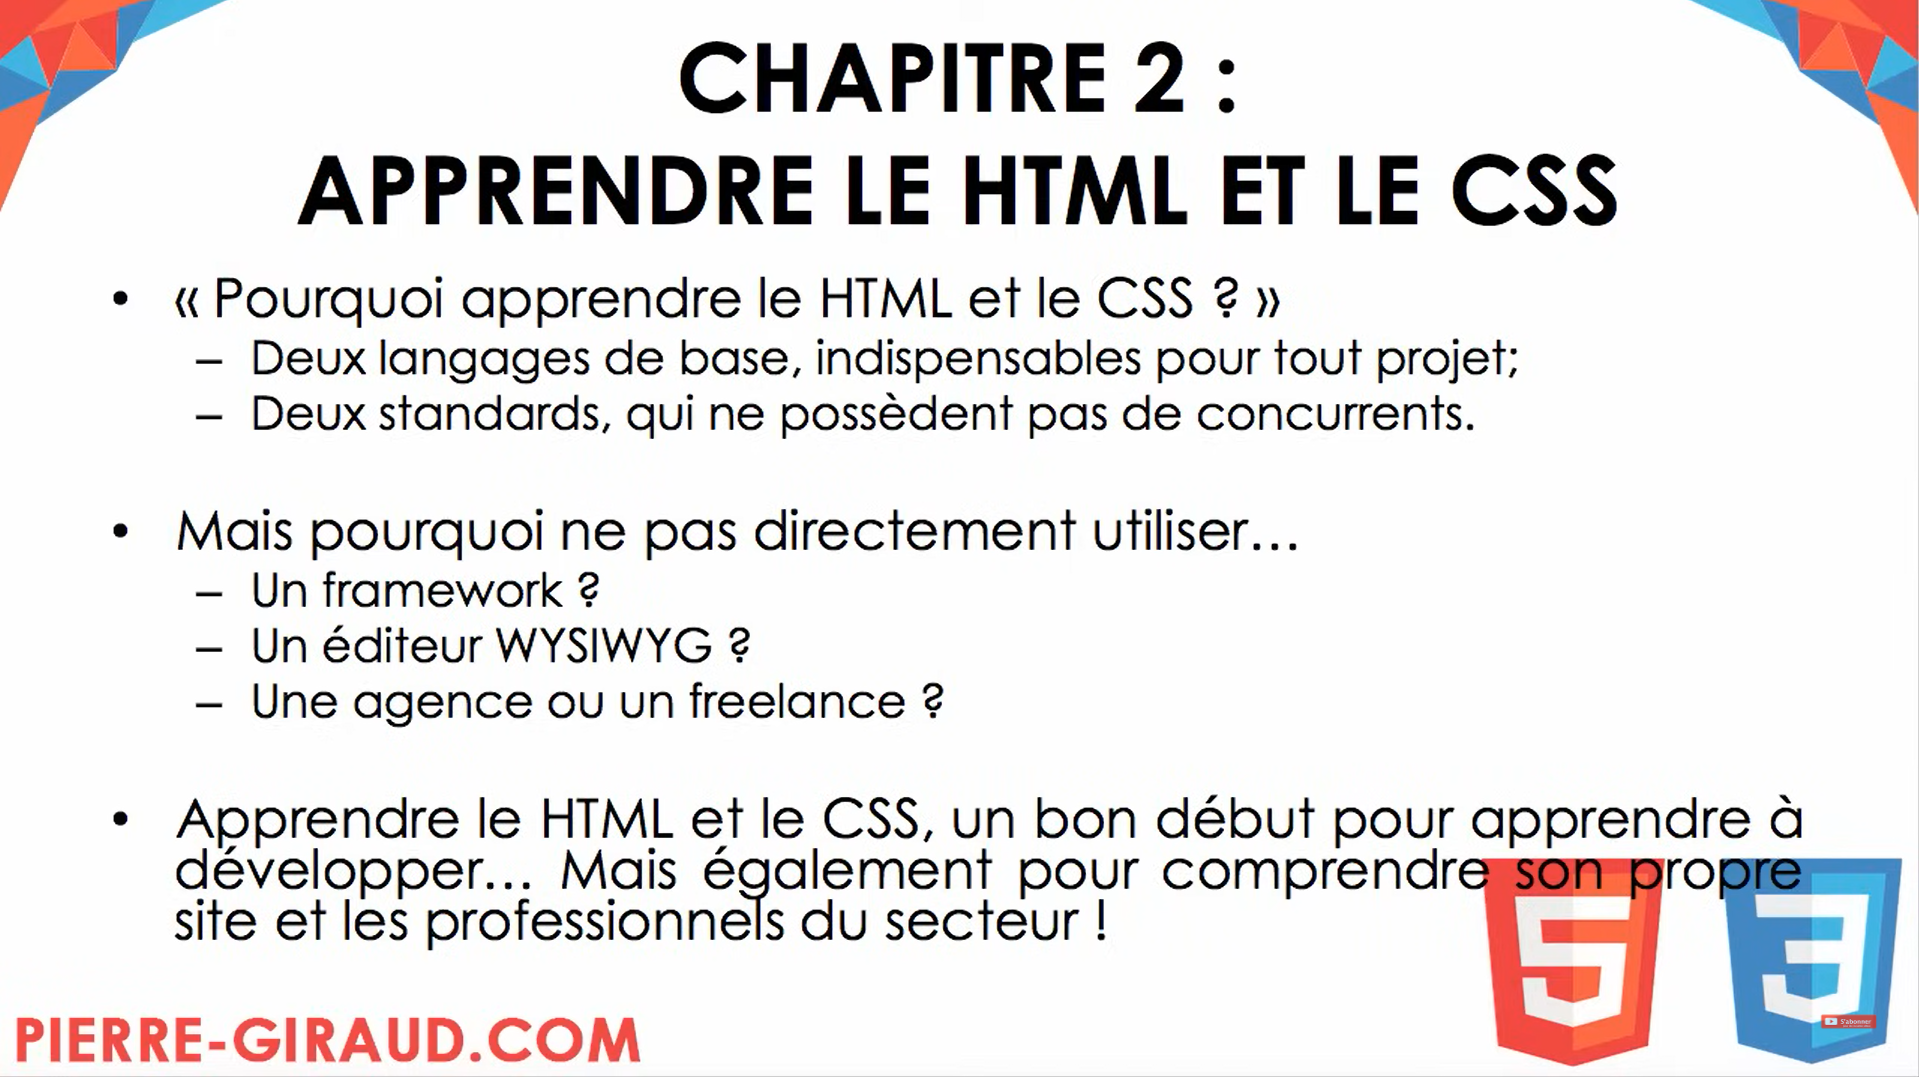 CHAPITRE 2 :
APPRENDRE LE HTML ET LE CSS
• « Pourquoi apprendre le HTML et le CSS ? »
– Deux langages de base, indispensables pour tout projet;
– Deux standards, qui ne possèdent pas de concurrents.
• Mais pourquoi ne pas directement utiliser…
– Un framework ?
– Un éditeur WYSIWYG ?
– Une agence ou un freelance ?
• Apprendre le HTML et le CSS, un bon début pour apprendre à
développer… Mais également pour comprendre son propre
site et les professionnels du secteur !
5 3
S'abonner
PIERRE-GIRAUD.COM